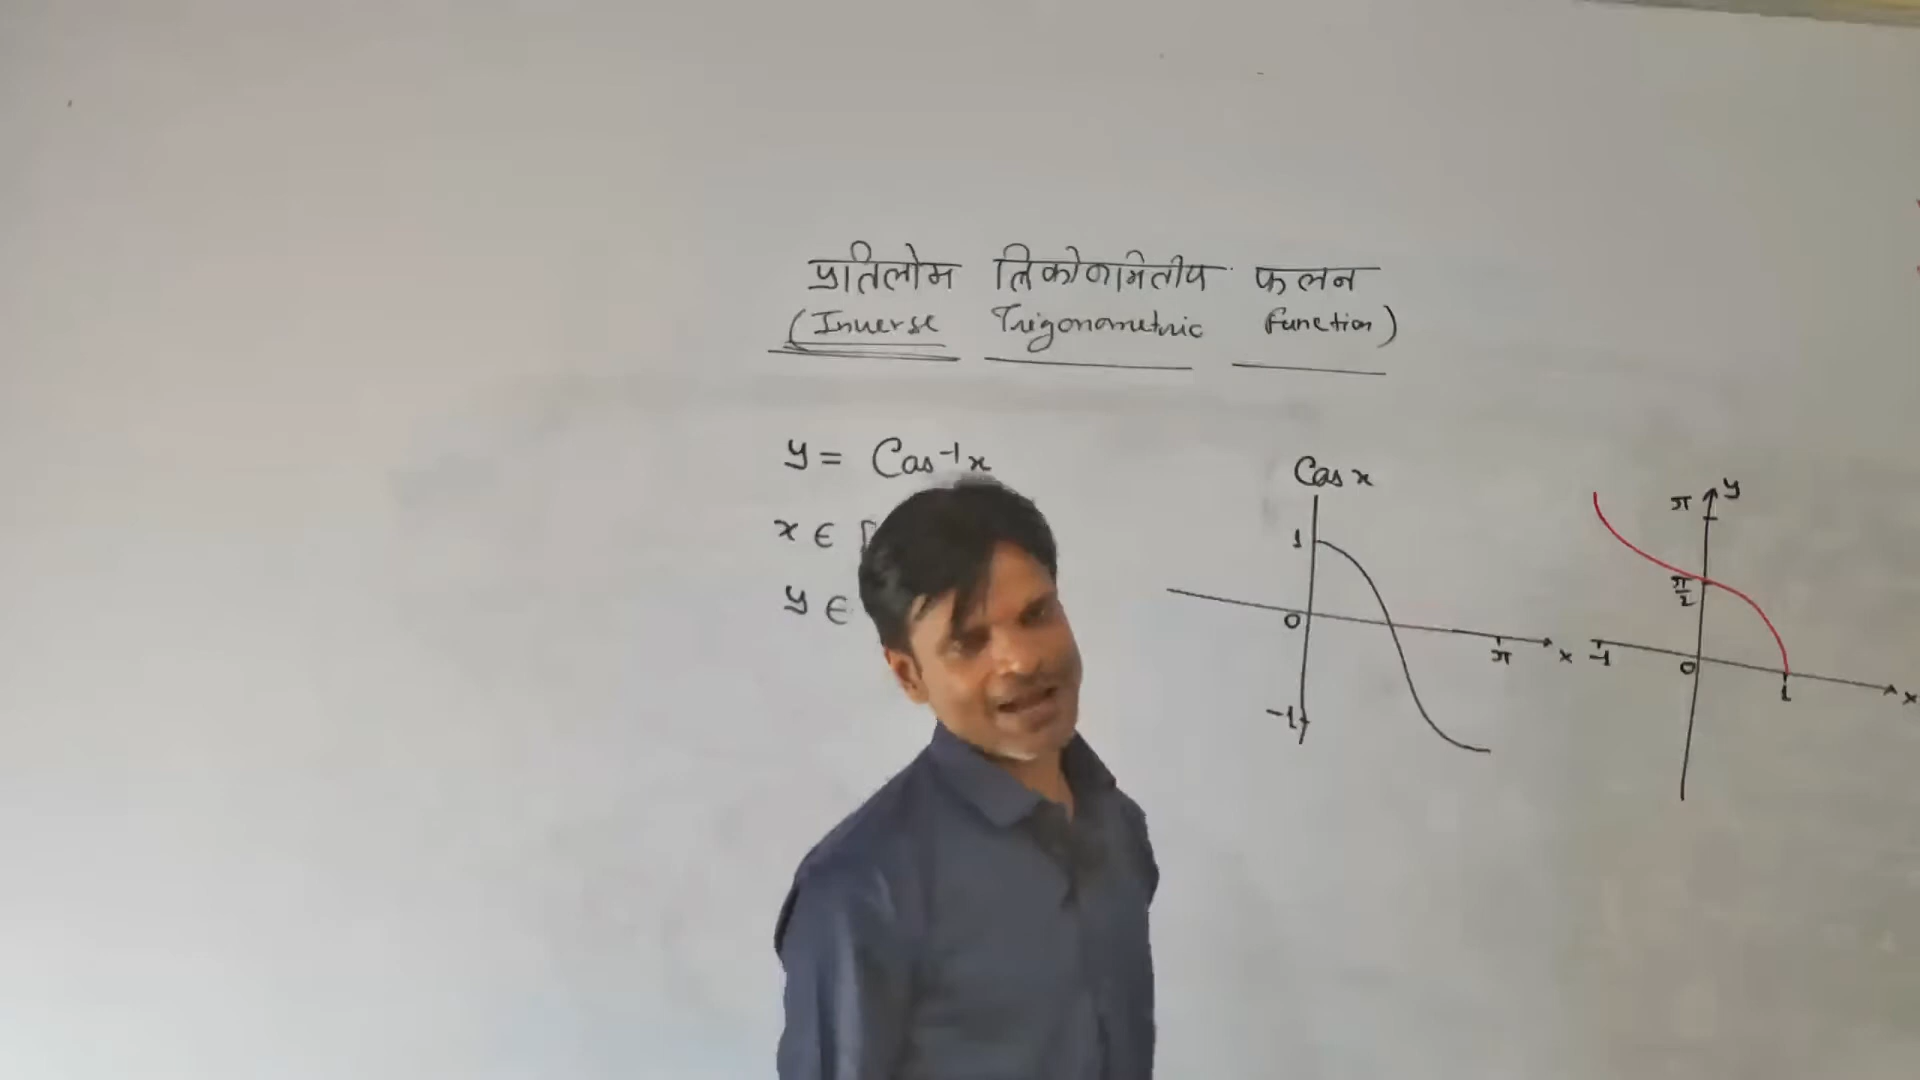 प्रतिलोम त्रिकोणमितीय फलन
(Inverse Trigonometric Function)
y = Cos⁻¹x
x ∈ [
y ∈
Cos x
1
0
-1
π
x
y
π
π/2
-1
0
1
x